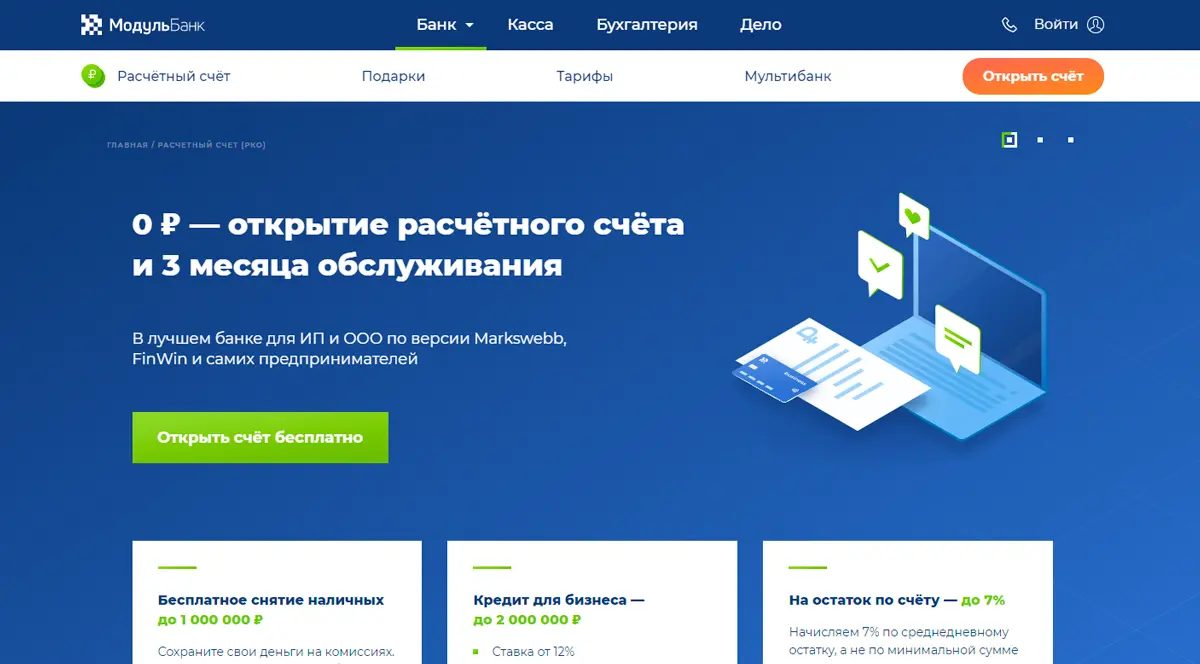 МодульБанк
Банк
Касса
Бухгалтерия
Дело
Войти
₽
Расчётный счёт
Подарки
Тарифы
Мультибанк
Открыть счёт
ГЛАВНАЯ / РАСЧЕТНЫЙ СЧЕТ (РКО)
0 ₽ — открытие расчётного счёта
и 3 месяца обслуживания
В лучшем банке для ИП и ООО по версии Markswebb,
FinWin и самих предпринимателей
₽
business
Открыть счёт бесплатно
Бесплатное снятие наличных
до 1 000 000 ₽
Сохраните свои деньги на комиссиях.
Кредит для бизнеса —
до 2 000 000 ₽
Ставка от 12%
На остаток по счёту — до 7%
Начисляем 7% по среднедневному
остатку, а не по минимальной сумме